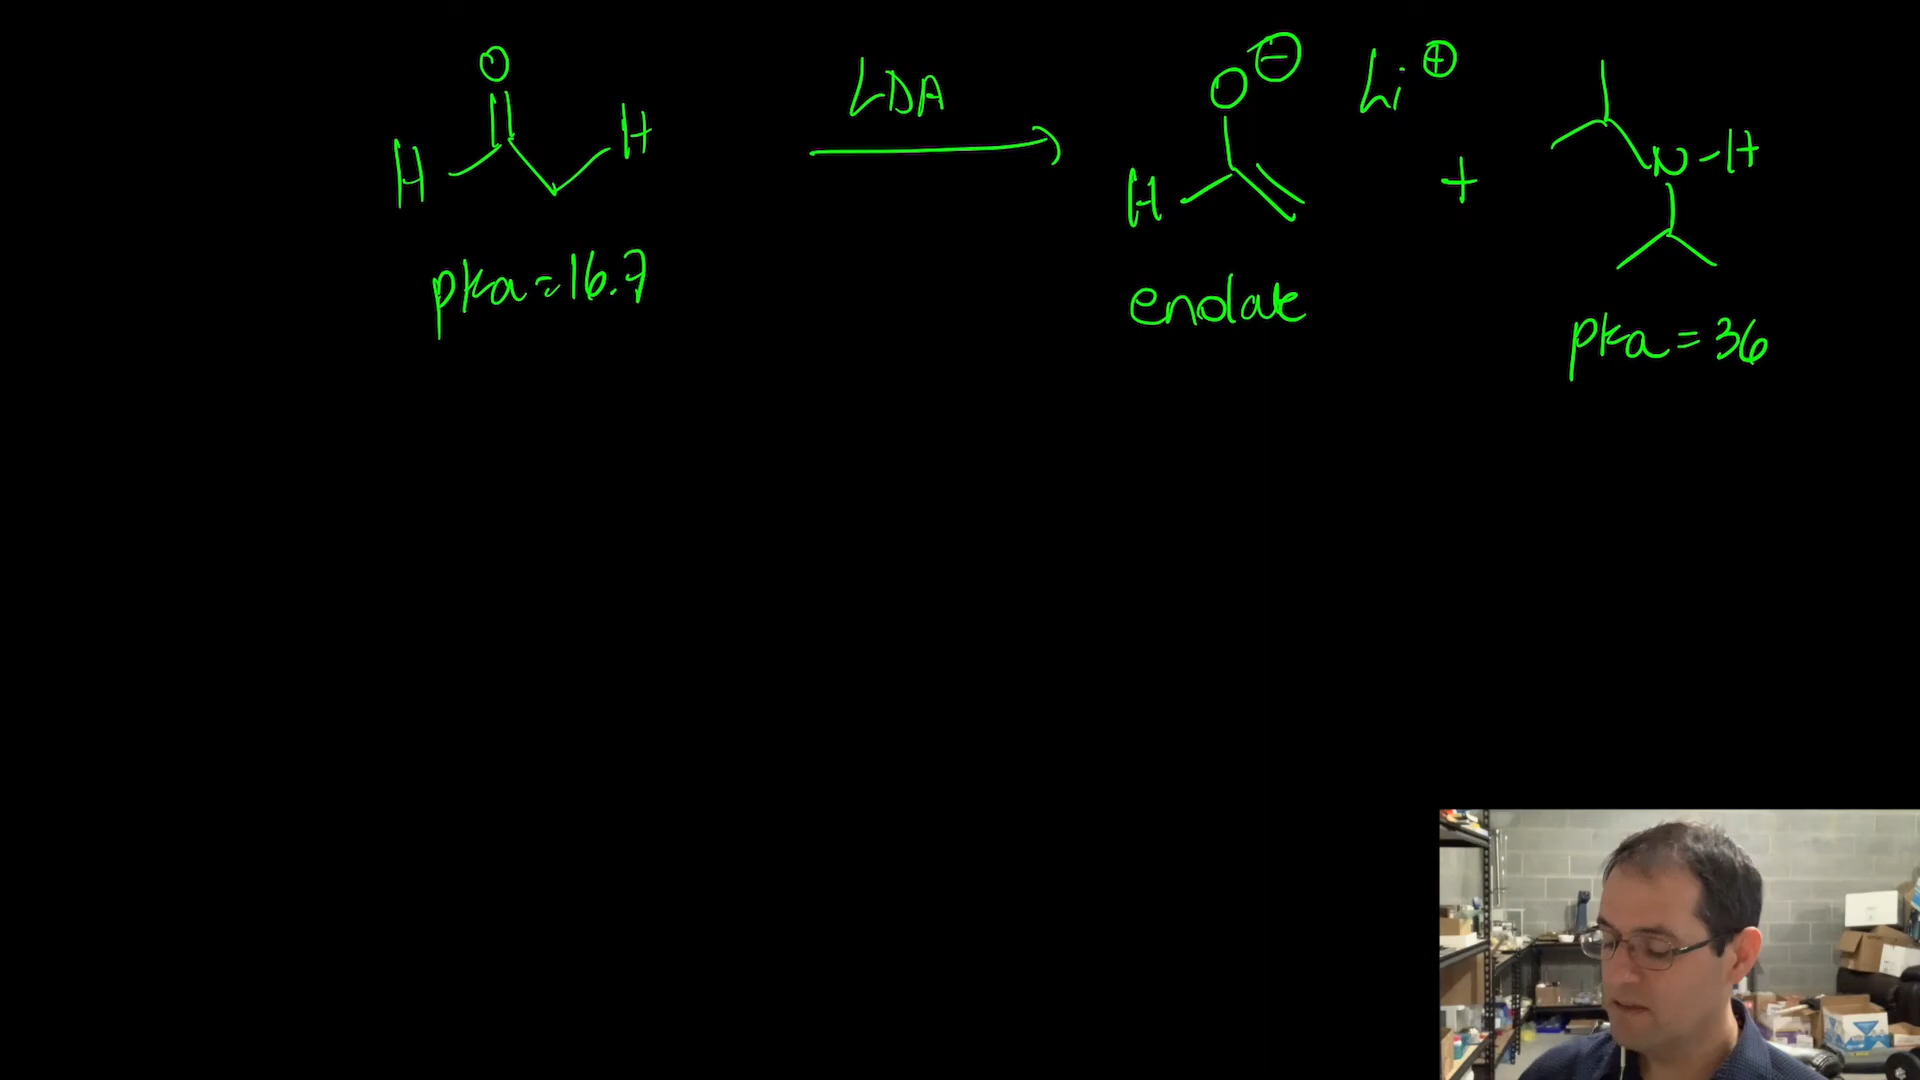 O
H
H
LDA
O ⊖
Li ⊕
H
+
N-H
pka=16.7
enolate
pka=36